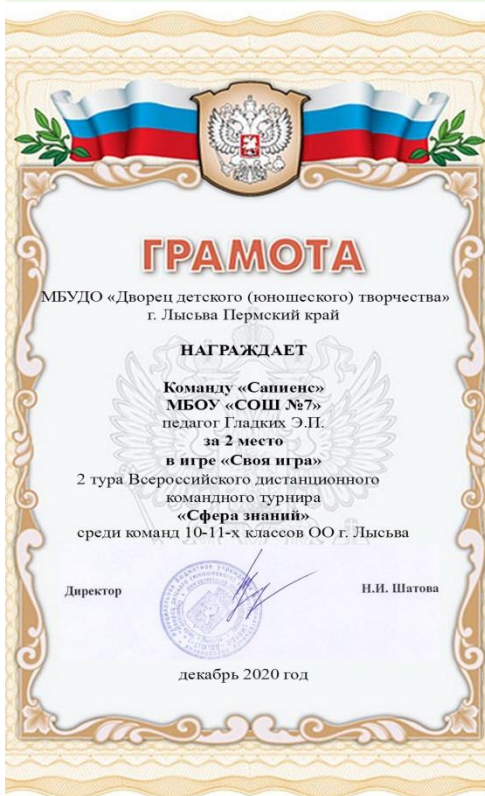 ГРАМОТА
МБУДО «Дворец детского (юношеского) творчества»
г. Лысьва Пермский край
НАГРАЖДАЕТ
Команду «Сапиенс»
МБОУ «СОШ №7»
педагог Гладких Э.П.
за 2 место
в игре «Своя игра»
2 тура Всероссийского дистанционного
командного турнира
«Сфера знаний»
среди команд 10-11-х классов ОО г. Лысьва
Директор
Н.И. Шатова
декабрь 2020 год